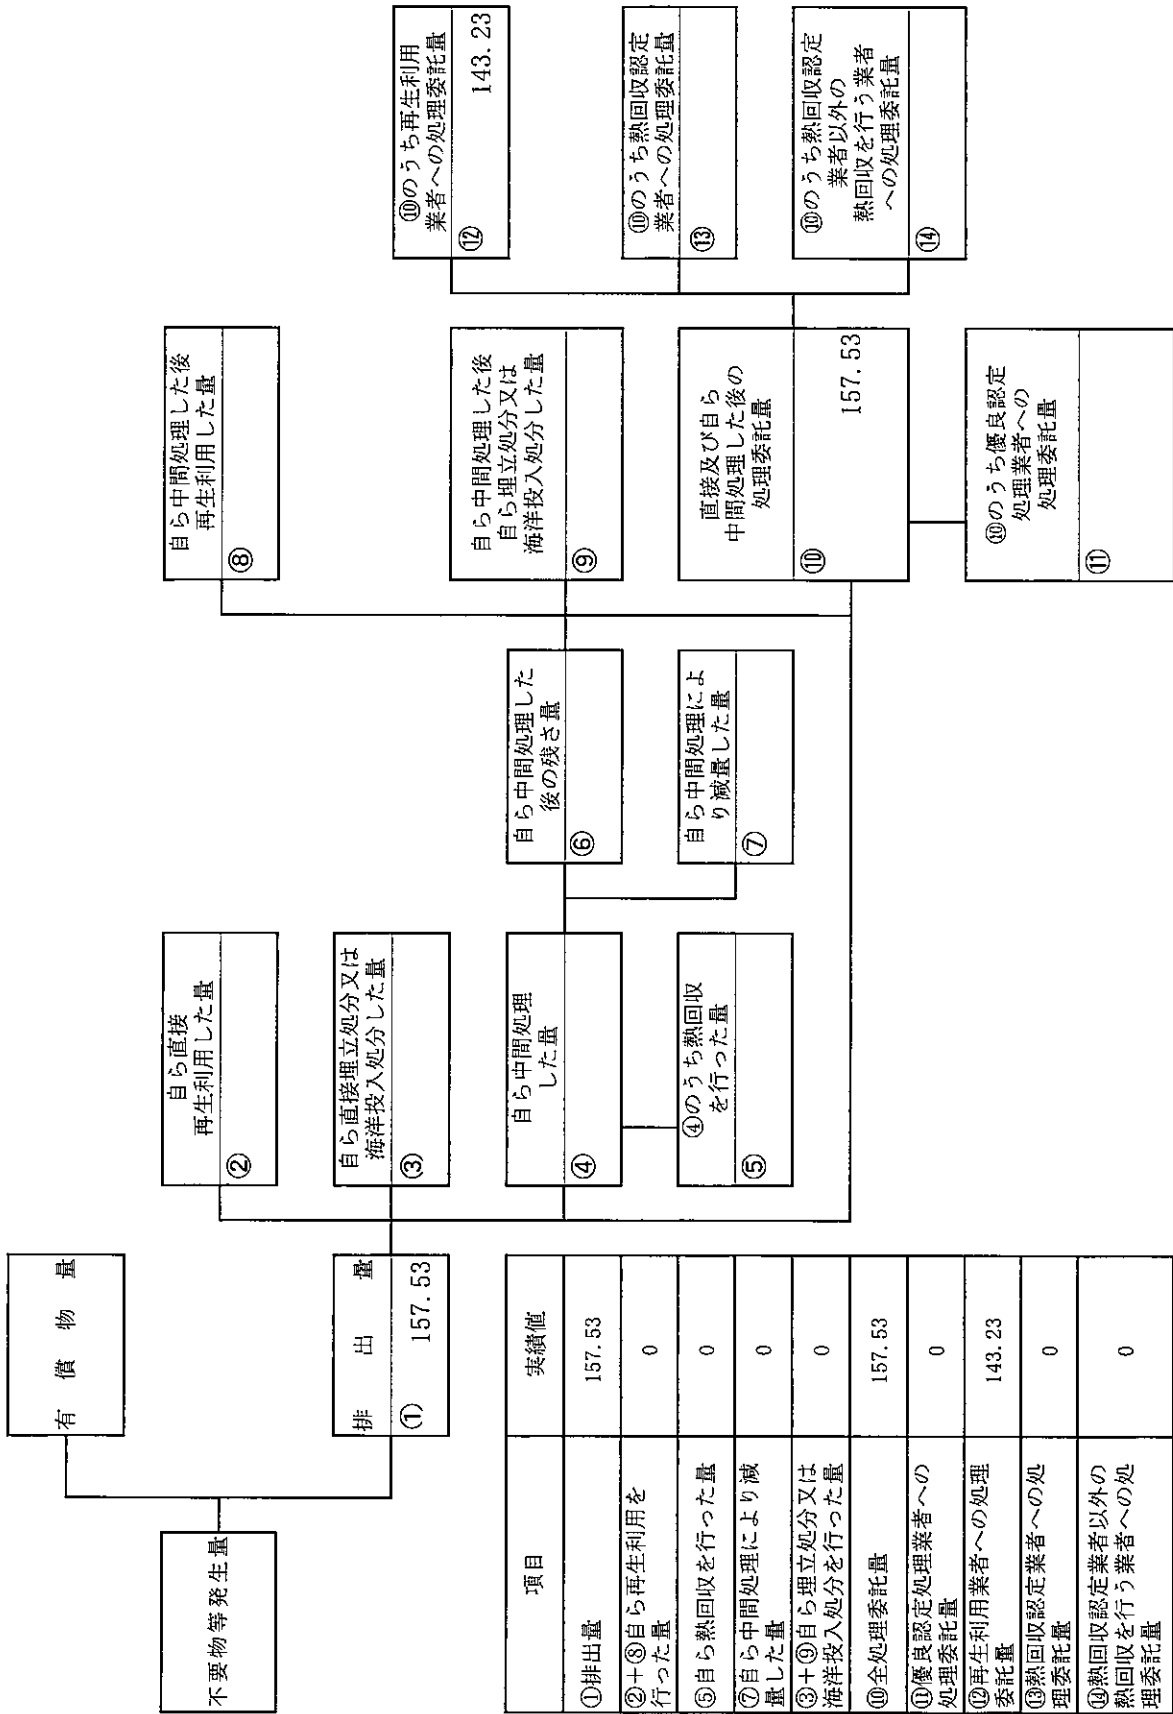 不要物等発生量
有償物量
排出量
① 157.53
自ら直接
再生利用した量
②
自ら直接埋立処分又は
海洋投入処分した量
③
自ら中間処理
した量
④
④のうち熱回収
を行った量
⑤
自ら中間処理した
後の残さ量
⑥
自ら中間処理によ
り減量した量
⑦
自ら中間処理した後
再生利用した量
⑧
自ら中間処理した後
自ら埋立処分又は
海洋投入処分した量
⑨
直接及び自ら
中間処理した後の
処理委託量
⑩ 157.53
⑩のうち優良認定
処理業者への
処理委託量
⑪
⑩のうち再生利用
業者への処理委託量
⑫ 143.23
⑩のうち熱回収認定
業者への処理委託量
⑬
⑩のうち熱回収認定
業者以外の
熱回収を行う業者
への処理委託量
⑭
項目 実績値
①排出量 157.53
②+⑧自ら再生利用を
行った量 0
⑤自ら熱回収を行った量 0
⑦自ら中間処理により減
量した量 0
③+⑨自ら埋立処分又は
海洋投入処分を行った量 0
⑩全処理委託量 157.53
⑪優良認定処理業者への
処理委託量 0
⑫再生利用業者への処理
委託量 143.23
⑬熱回収認定業者への処
理委託量 0
⑭熱回収認定業者以外の
熱回収を行う業者への処
理委託量 0